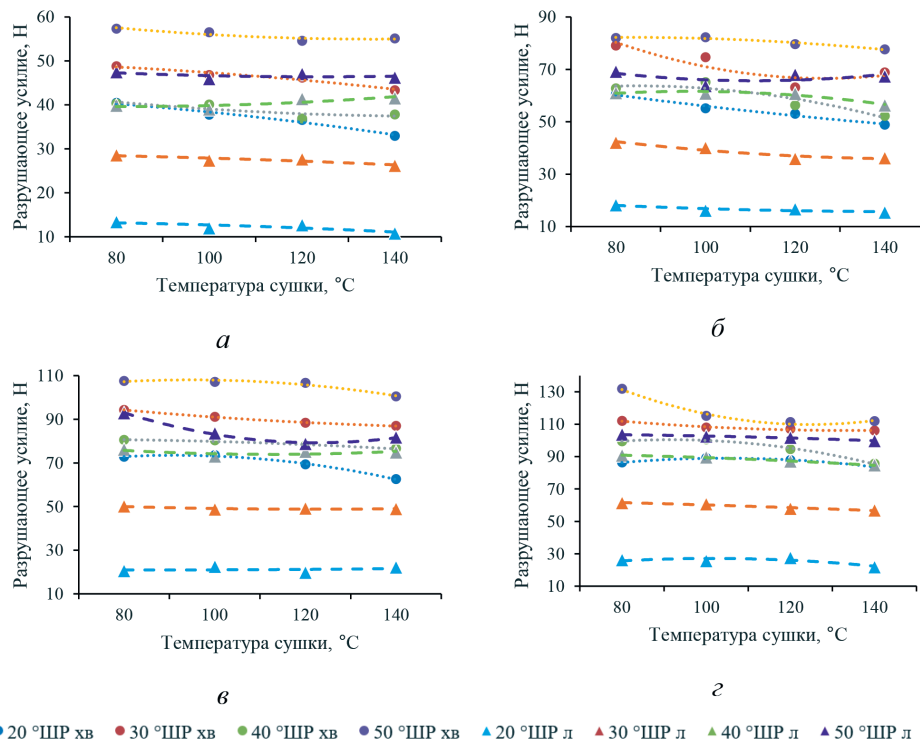 60
50
40
30
20
10
Разрушающее усилие, Н
80 100 120 140
Температура сушки, °С
а
90
70
50
30
10
Разрушающее усилие, Н
80 100 120 140
Температура сушки, °С
б
110
90
70
50
30
10
Разрушающее усилие, Н
80 100 120 140
Температура сушки, °С
в
130
110
90
70
50
30
10
Разрушающее усилие, Н
80 100 120 140
Температура сушки, °С
г
20 °ШР хв 30 °ШР хв 40 °ШР хв 50 °ШР хв 20 °ШР л 30 °ШР л 40 °ШР л 50 °ШР л